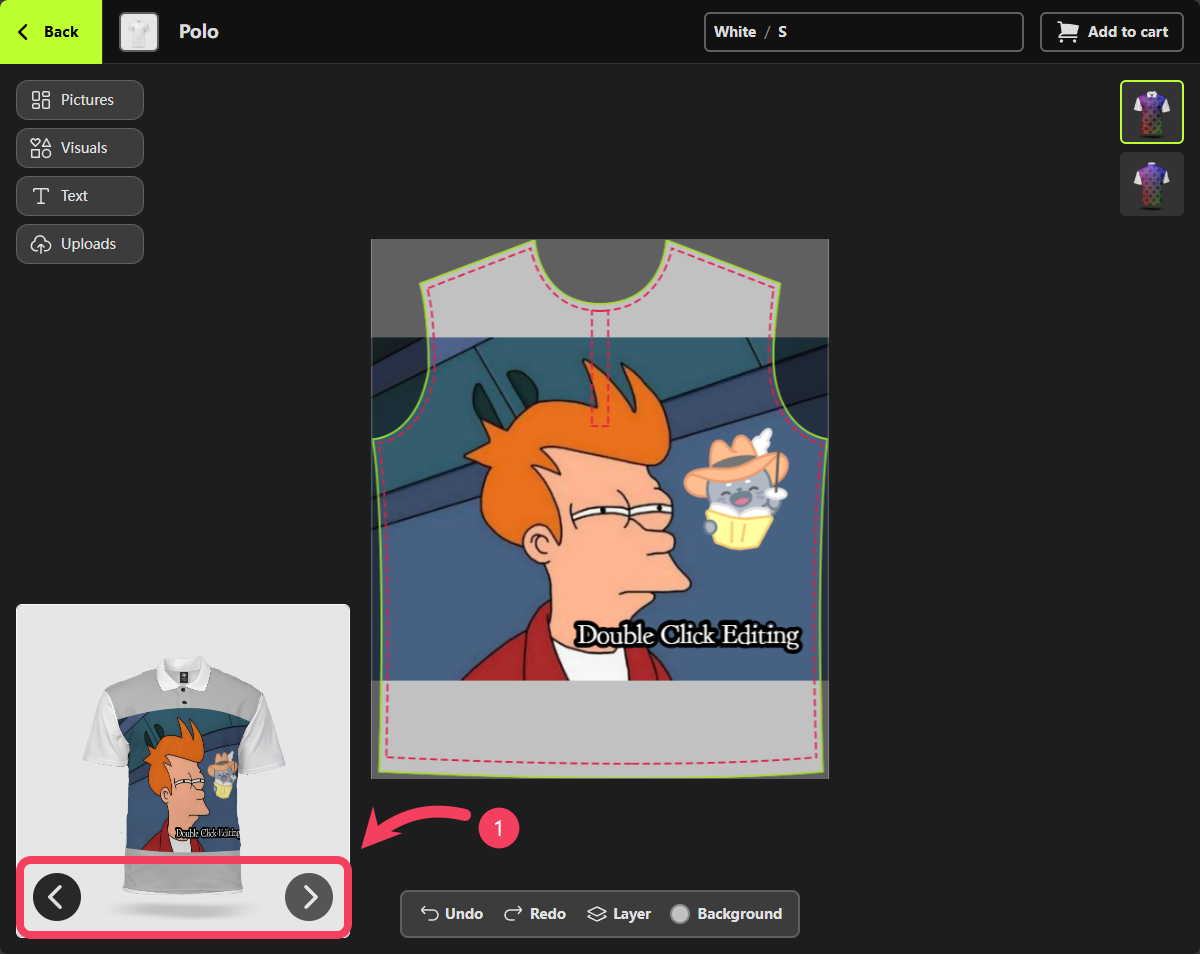 Back
Polo
White / S
Add to cart
Pictures
Visuals
Text
Uploads
Double Click Editing
Double Click Editing
1
Undo
Redo
Layer
Background